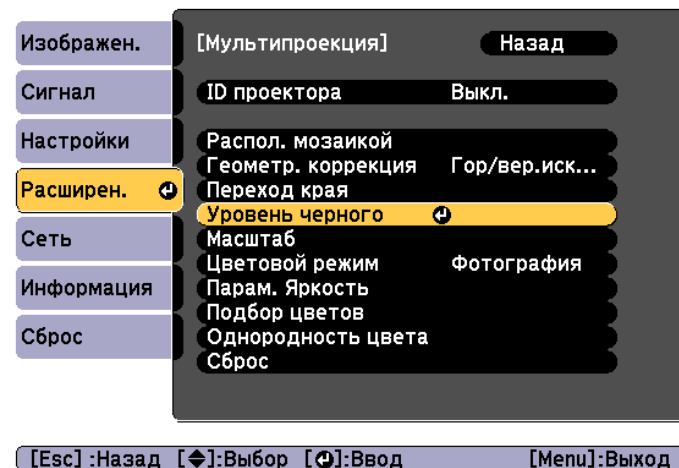 Изображен.
Сигнал
Настройки
Расширен.
Сеть
Информация
Сброс
[Мультипроекция] Назад
ID проектора Выкл.
Распол. мозаикой
Геометр. коррекция Гор/вер.иск...
Переход края
Уровень черного
Масштаб
Цветовой режим Фотография
Парам. Яркость
Подбор цветов
Однородность цвета
Сброс
[Esc] :Назад [◆]:Выбор [⏎]:Ввод [Menu]:Выход